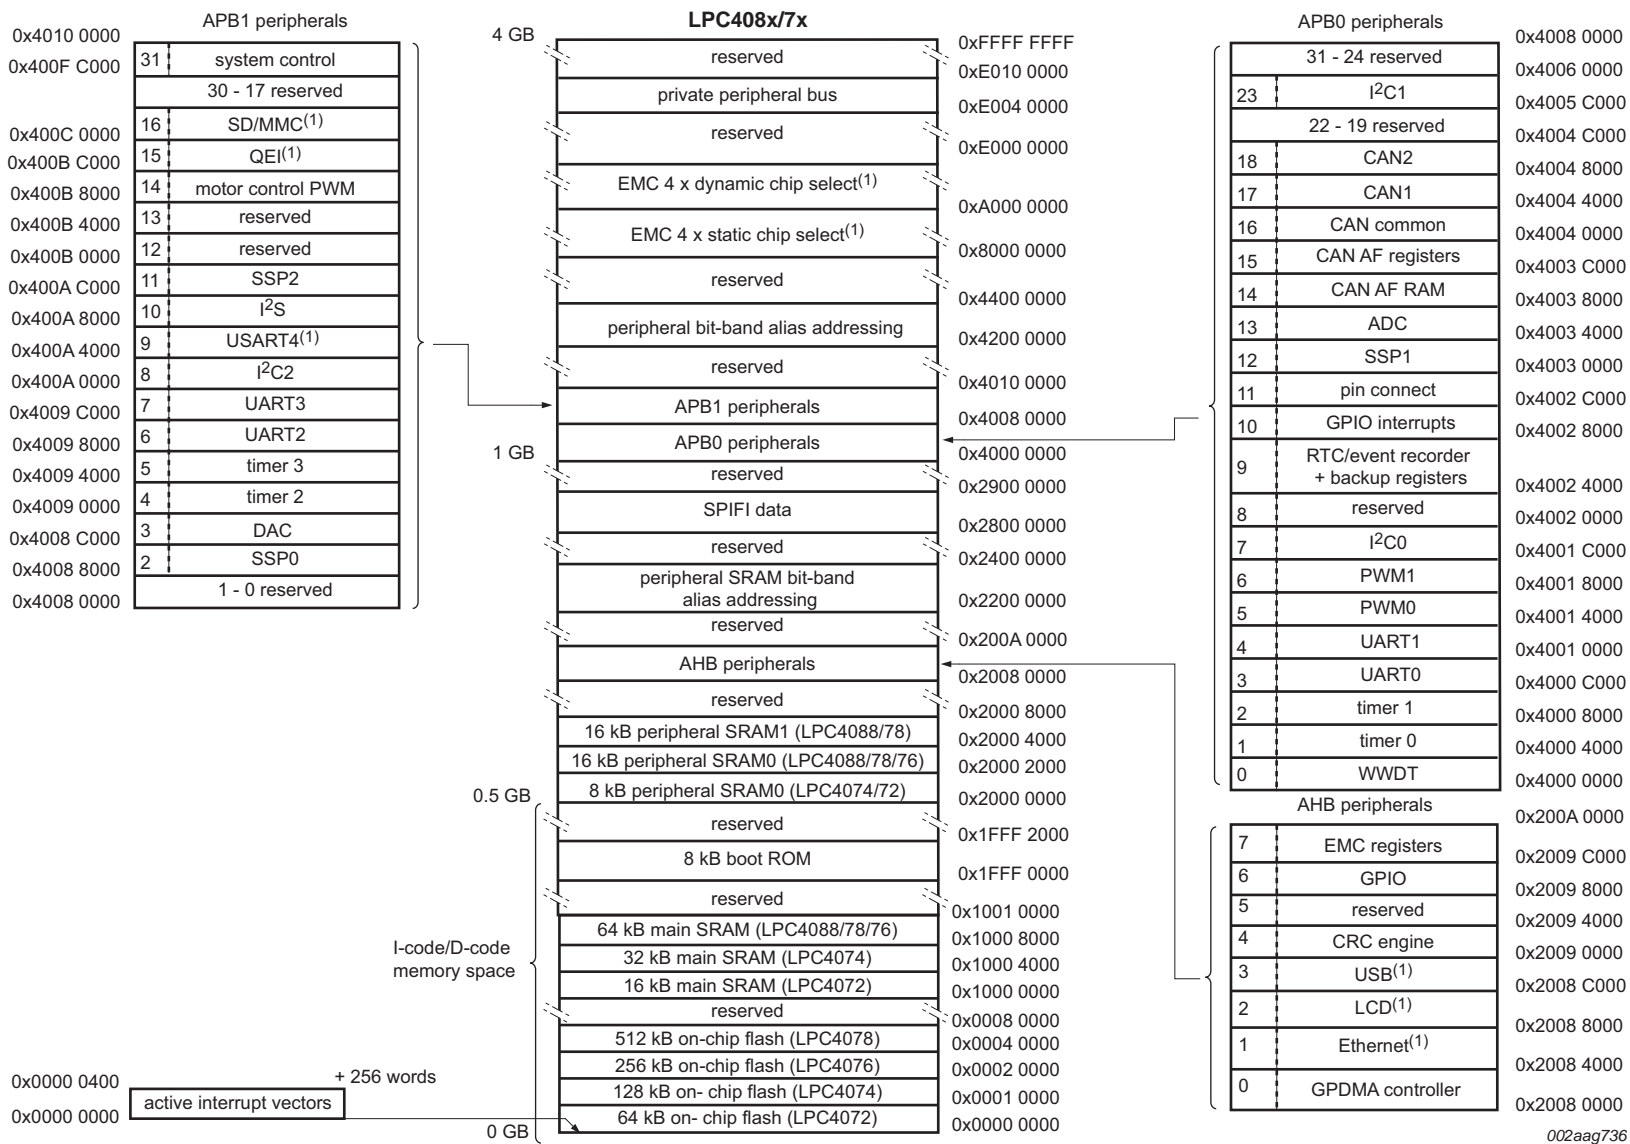 LPC408x/7x
APB1 peripherals
0x4010 0000
31 system control
0x400F C000
30 - 17 reserved
16 SD/MMC(1)
0x400C 0000
15 QEI(1)
0x400B C000
14 motor control PWM
0x400B 8000
13 reserved
0x400B 4000
12 reserved
0x400B 0000
11 SSP2
0x400A C000
10 I2S
0x400A 8000
9 USART4(1)
0x400A 4000
8 I2C2
0x400A 0000
7 UART3
0x4009 C000
6 UART2
0x4009 8000
5 timer 3
0x4009 4000
4 timer 2
0x4009 0000
3 DAC
0x4008 C000
2 SSP0
0x4008 8000
1 - 0 reserved
0x4008 0000
4 GB
0xFFFF FFFF
reserved
0xE010 0000
private peripheral bus
0xE004 0000
reserved
0xE000 0000
EMC 4 x dynamic chip select(1)
0xA000 0000
EMC 4 x static chip select(1)
0x8000 0000
reserved
0x4400 0000
peripheral bit-band alias addressing
0x4200 0000
reserved
0x4010 0000
APB1 peripherals
0x4008 0000
APB0 peripherals
1 GB
0x4000 0000
reserved
0x2900 0000
SPIFI data
0x2800 0000
reserved
0x2400 0000
peripheral SRAM bit-band
alias addressing
0x2200 0000
reserved
0x200A 0000
AHB peripherals
0x2008 0000
reserved
0x2000 8000
16 kB peripheral SRAM1 (LPC4088/78)
0x2000 4000
16 kB peripheral SRAM0 (LPC4088/78/76)
0x2000 2000
8 kB peripheral SRAM0 (LPC4074/72)
0.5 GB
0x2000 0000
reserved
0x1FFF 2000
8 kB boot ROM
0x1FFF 0000
reserved
0x1001 0000
64 kB main SRAM (LPC4088/78/76)
0x1000 8000
I-code/D-code
memory space
32 kB main SRAM (LPC4074)
0x1000 4000
16 kB main SRAM (LPC4072)
0x1000 0000
reserved
0x0008 0000
512 kB on-chip flash (LPC4078)
0x0004 0000
256 kB on-chip flash (LPC4076)
0x0002 0000
128 kB on- chip flash (LPC4074)
0x0001 0000
64 kB on- chip flash (LPC4072)
0x0000 0000
0 GB
+ 256 words
0x0000 0400
active interrupt vectors
0x0000 0000
APB0 peripherals
0x4008 0000
31 - 24 reserved
0x4006 0000
23 I2C1
0x4005 C000
22 - 19 reserved
0x4004 C000
18 CAN2
0x4004 8000
17 CAN1
0x4004 4000
16 CAN common
0x4004 0000
15 CAN AF registers
0x4003 C000
14 CAN AF RAM
0x4003 8000
13 ADC
0x4003 4000
12 SSP1
0x4003 0000
11 pin connect
0x4002 C000
10 GPIO interrupts
0x4002 8000
9 RTC/event recorder
+ backup registers
0x4002 4000
8 reserved
0x4002 0000
7 I2C0
0x4001 C000
6 PWM1
0x4001 8000
5 PWM0
0x4001 4000
4 UART1
0x4001 0000
3 UART0
0x4000 C000
2 timer 1
0x4000 8000
1 timer 0
0x4000 4000
0 WWDT
0x4000 0000
AHB peripherals
0x200A 0000
7 EMC registers
0x2009 C000
6 GPIO
0x2009 8000
5 reserved
0x2009 4000
4 CRC engine
0x2009 0000
3 USB(1)
0x2008 C000
2 LCD(1)
0x2008 8000
1 Ethernet(1)
0x2008 4000
0 GPDMA controller
0x2008 0000
002aag736